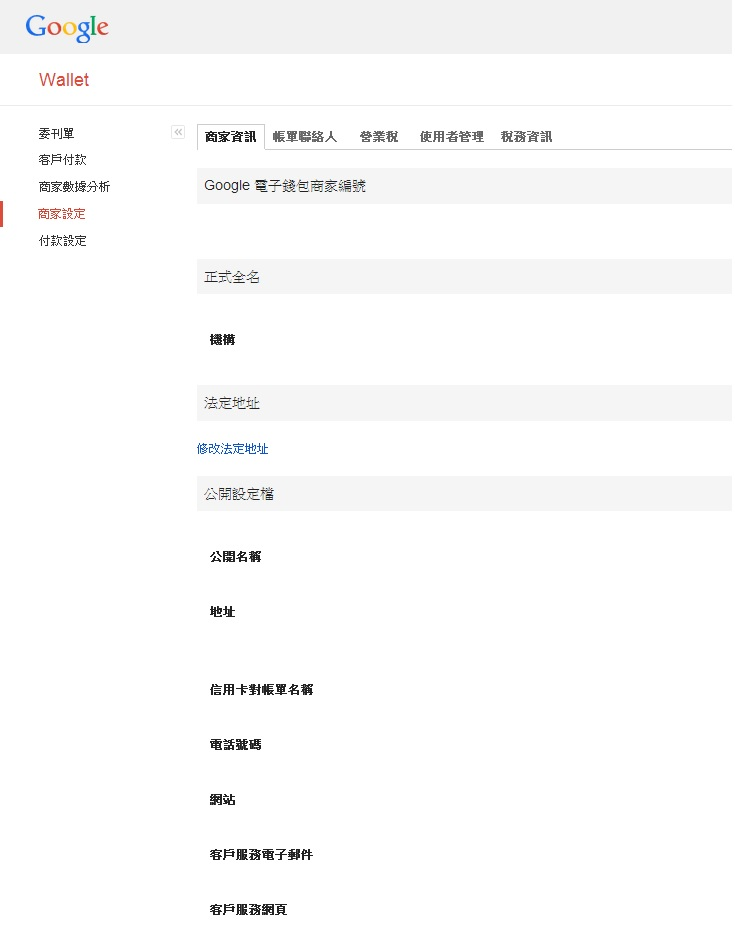 Google
Wallet
委刊單
客戶付款
商家數據分析
商家設定
付款設定
商家資訊 帳單聯絡人 營業稅 使用者管理 稅務資訊
Google 電子錢包商家編號
正式全名
機構
法定地址
修改法定地址
公開設定檔
公開名稱
地址
信用卡對帳單名稱
電話號碼
網站
客戶服務電子郵件
客戶服務網頁